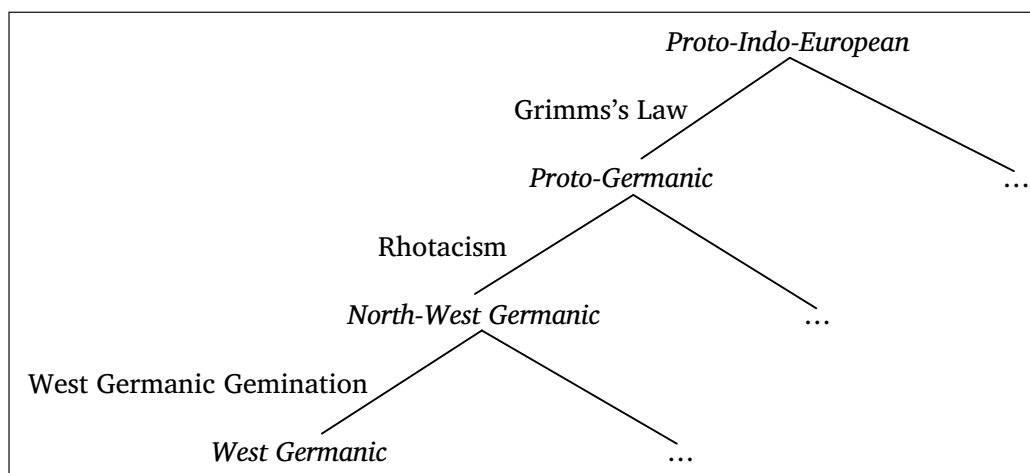 Proto-Indo-European
Grimms's Law
Proto-Germanic
…
Rhotacism
North-West Germanic
…
West Germanic Gemination
West Germanic
…